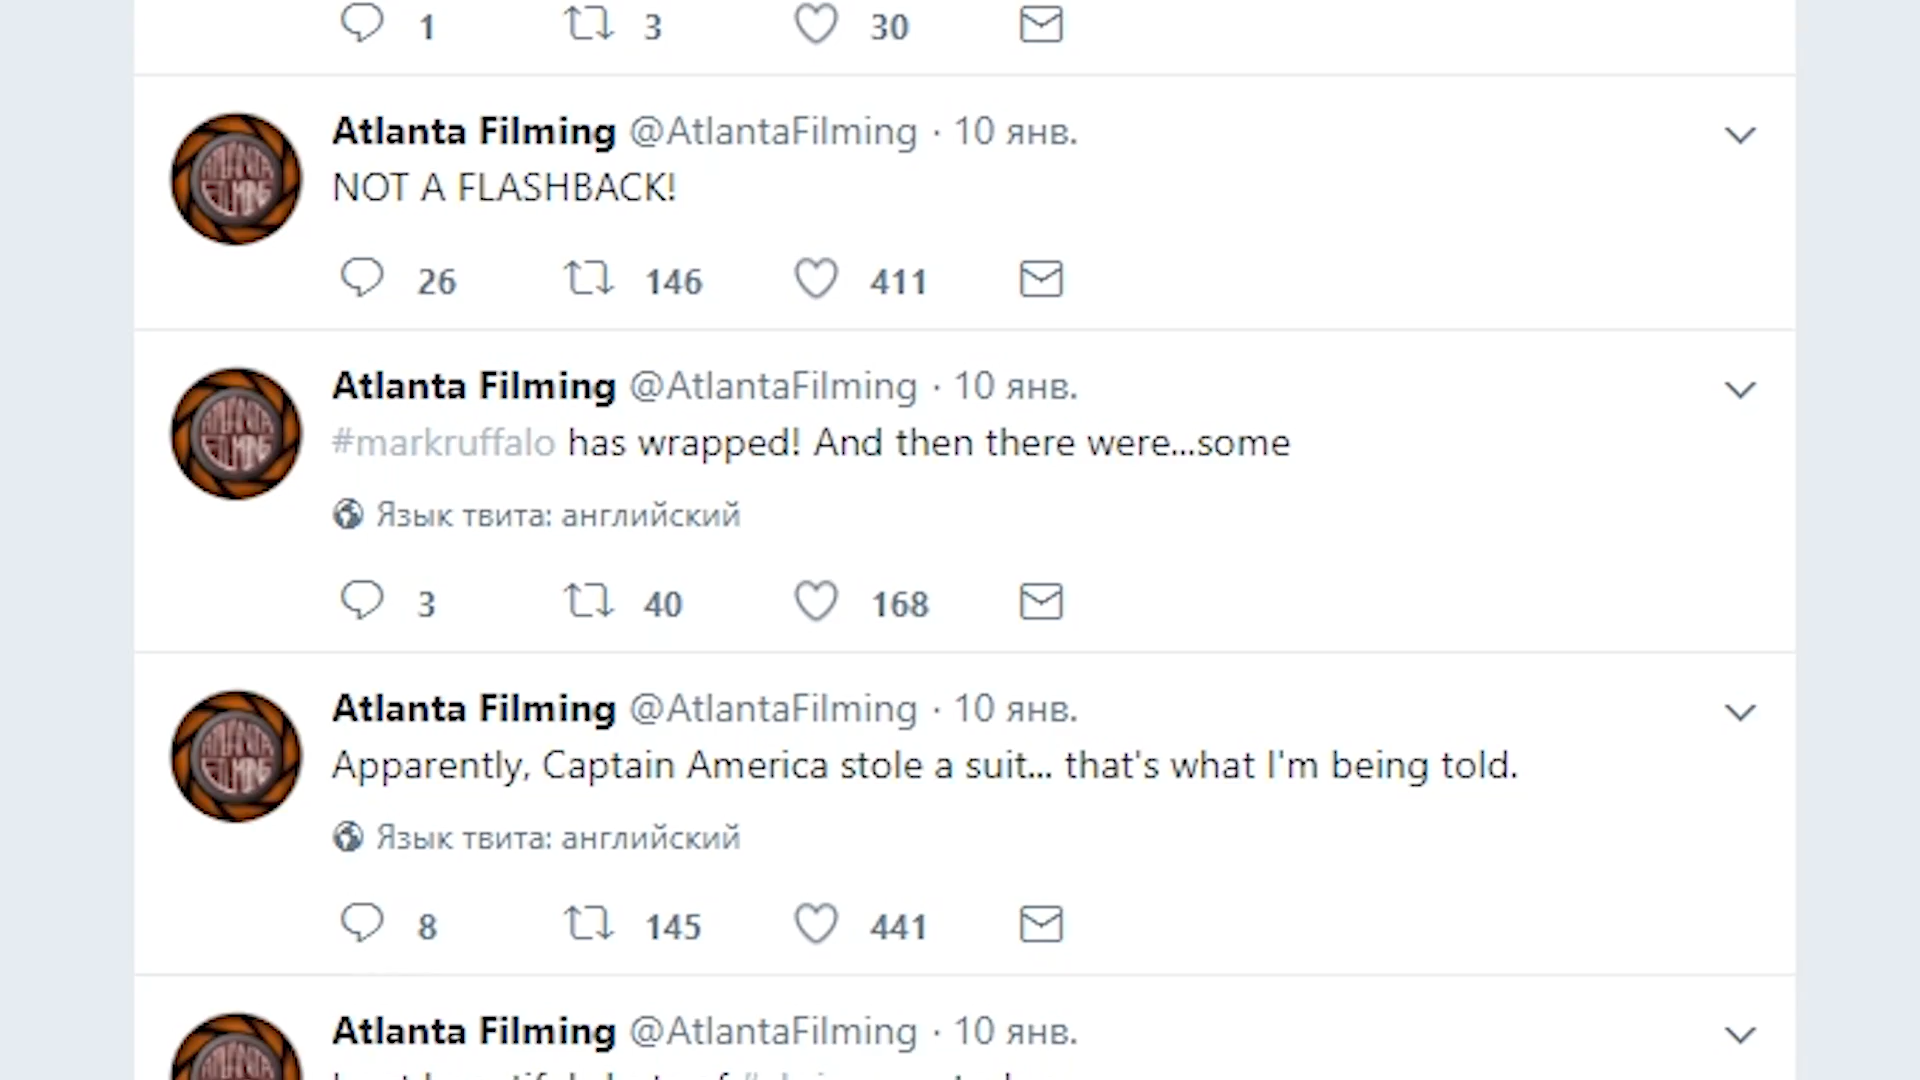 1 3 30
Atlanta Filming @AtlantaFilming · 10 янв.
NOT A FLASHBACK!
26 146 411
Atlanta Filming @AtlantaFilming · 10 янв.
#markruffalo has wrapped! And then there were...some
Язык твита: английский
3 40 168
Atlanta Filming @AtlantaFilming · 10 янв.
Apparently, Captain America stole a suit... that's what I'm being told.
Язык твита: английский
8 145 441
Atlanta Filming @AtlantaFilming · 10 янв.